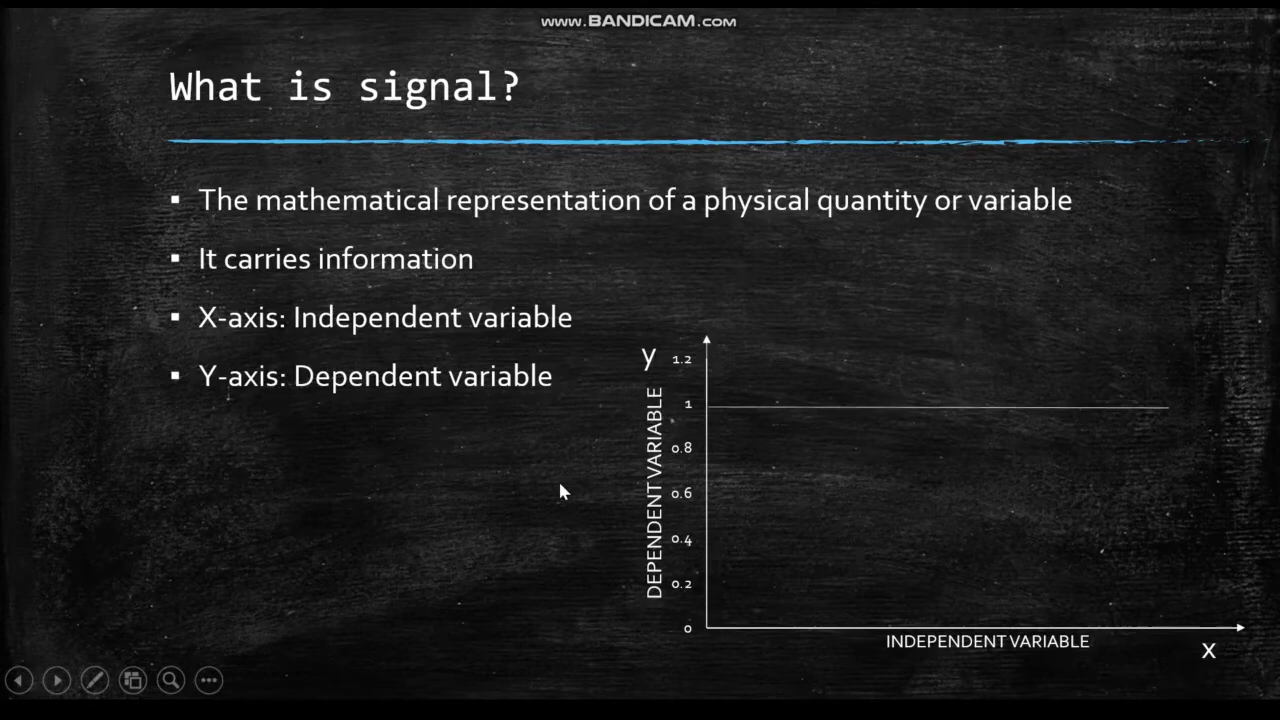 www.BANDICAM.com
What is signal?
▪ The mathematical representation of a physical quantity or variable
▪ It carries information
▪ X-axis: Independent variable
▪ Y-axis: Dependent variable
y
DEPENDENT VARIABLE
1.2
1
0.8
0.6
0.4
0.2
0
INDEPENDENT VARIABLE
x